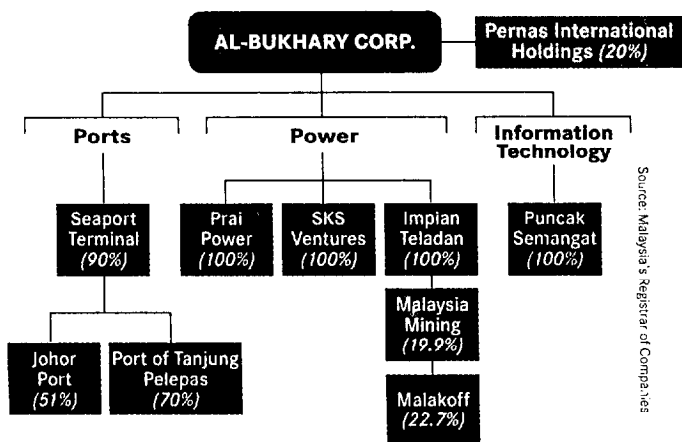 AL-BUKHARY CORP.
Pernas International
Holdings (20%)
Ports
Power
Information
Technology
Seaport
Terminal
(90%)
Prai
Power
(100%)
SKS
Ventures
(100%)
Impian
Teladan
(100%)
Puncak
Semangat
(100%)
Malaysia
Mining
(19.9%)
Johor
Port
(51%)
Port of Tanjung
Pelepas
(70%)
Malakoff
(22.7%)
Source: Malaysia's Registrar of Companies